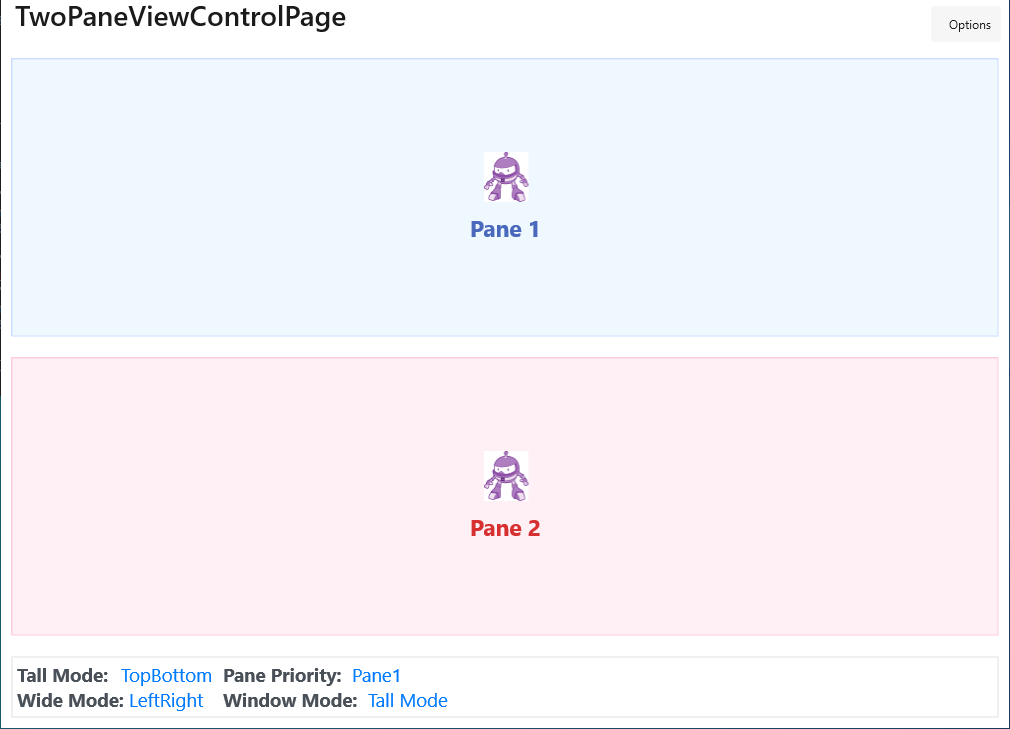 TwoPaneViewControlPage
Options
Pane 1
Pane 2
Tall Mode: TopBottom Pane Priority: Pane1
Wide Mode: LeftRight Window Mode: Tall Mode